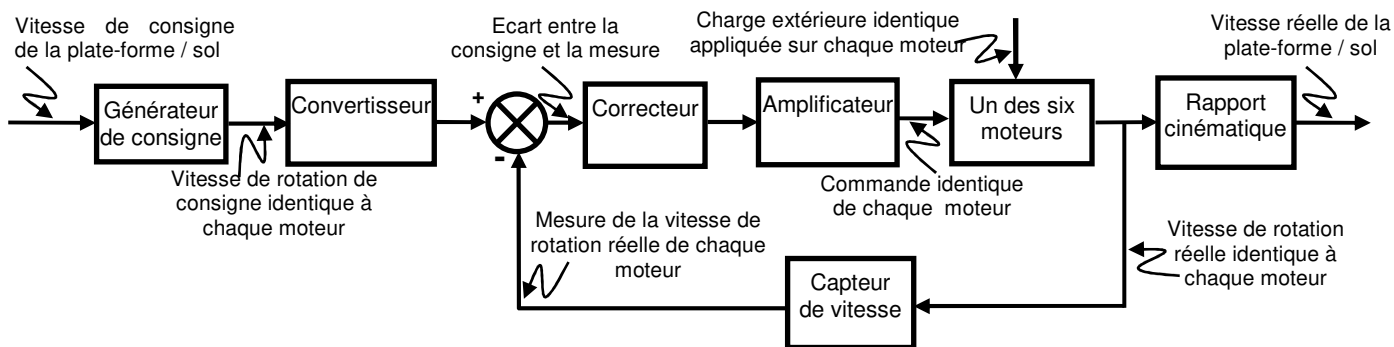 Vitesse de consigne
de la plate-forme / sol
Ecart entre la
consigne et la mesure
Charge extérieure identique
appliquée sur chaque moteur
Vitesse réelle de la
plate-forme / sol
Générateur
de consigne
Convertisseur
+
-
Correcteur
Amplificateur
Un des six
moteurs
Rapport
cinématique
Vitesse de rotation de
consigne identique à
chaque moteur
Commande identique
de chaque moteur
Mesure de la vitesse de
rotation réelle de chaque
moteur
Capteur
de vitesse
Vitesse de rotation
réelle identique à
chaque moteur